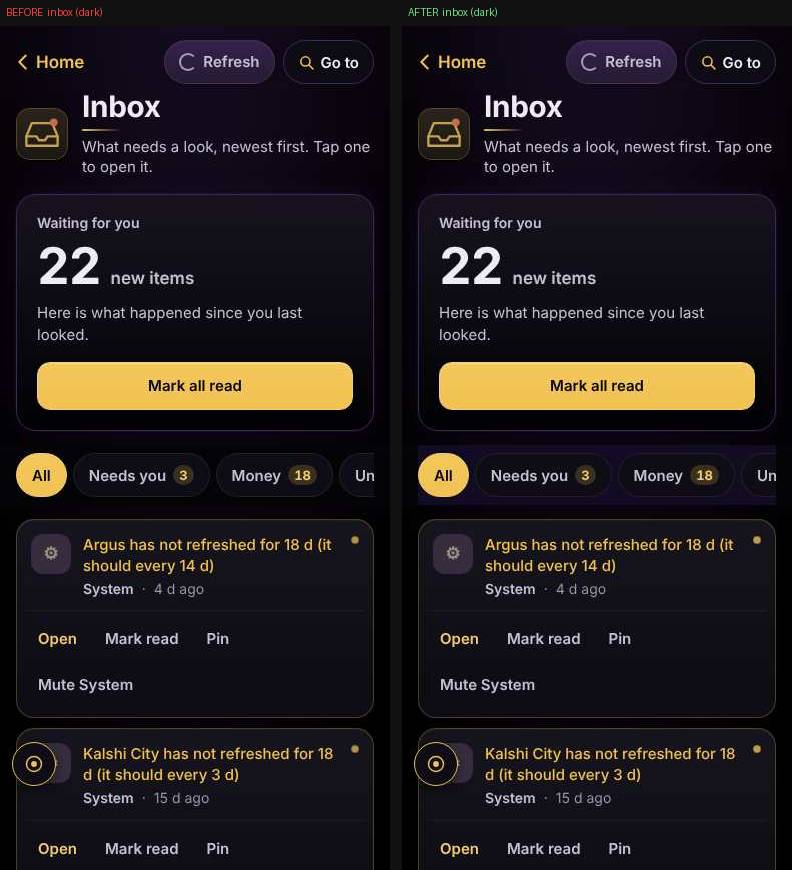 BEFORE inbox (dark)
Home
Refresh
Go to
Inbox
What needs a look, newest first. Tap one
to open it.
Waiting for you
22 new items
Here is what happened since you last
looked.
Mark all read
All
Needs you 3
Money 18
Un
Argus has not refreshed for 18 d (it
should every 14 d)
System · 4 d ago
Open
Mark read
Pin
Mute System
Kalshi City has not refreshed for 18
d (it should every 3 d)
System · 15 d ago
Open
Mark read
Pin
AFTER inbox (dark)
Home
Refresh
Go to
Inbox
What needs a look, newest first. Tap one
to open it.
Waiting for you
22 new items
Here is what happened since you last
looked.
Mark all read
All
Needs you 3
Money 18
Un
Argus has not refreshed for 18 d (it
should every 14 d)
System · 4 d ago
Open
Mark read
Pin
Mute System
Kalshi City has not refreshed for 18
d (it should every 3 d)
System · 15 d ago
Open
Mark read
Pin